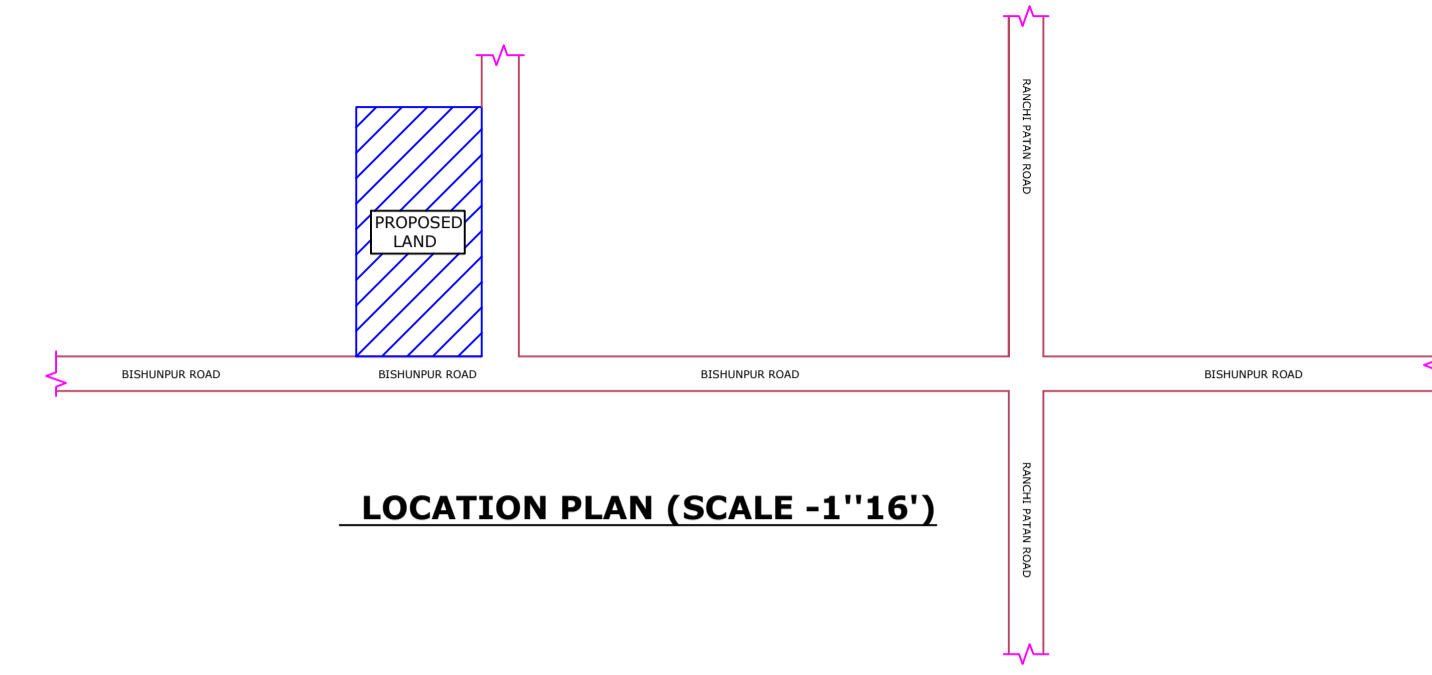 RANCHI PATAN ROAD
PROPOSED
LAND
BISHUNPUR ROAD
BISHUNPUR ROAD
BISHUNPUR ROAD
BISHUNPUR ROAD
LOCATION PLAN (SCALE -1''16')
RANCHI PATAN ROAD